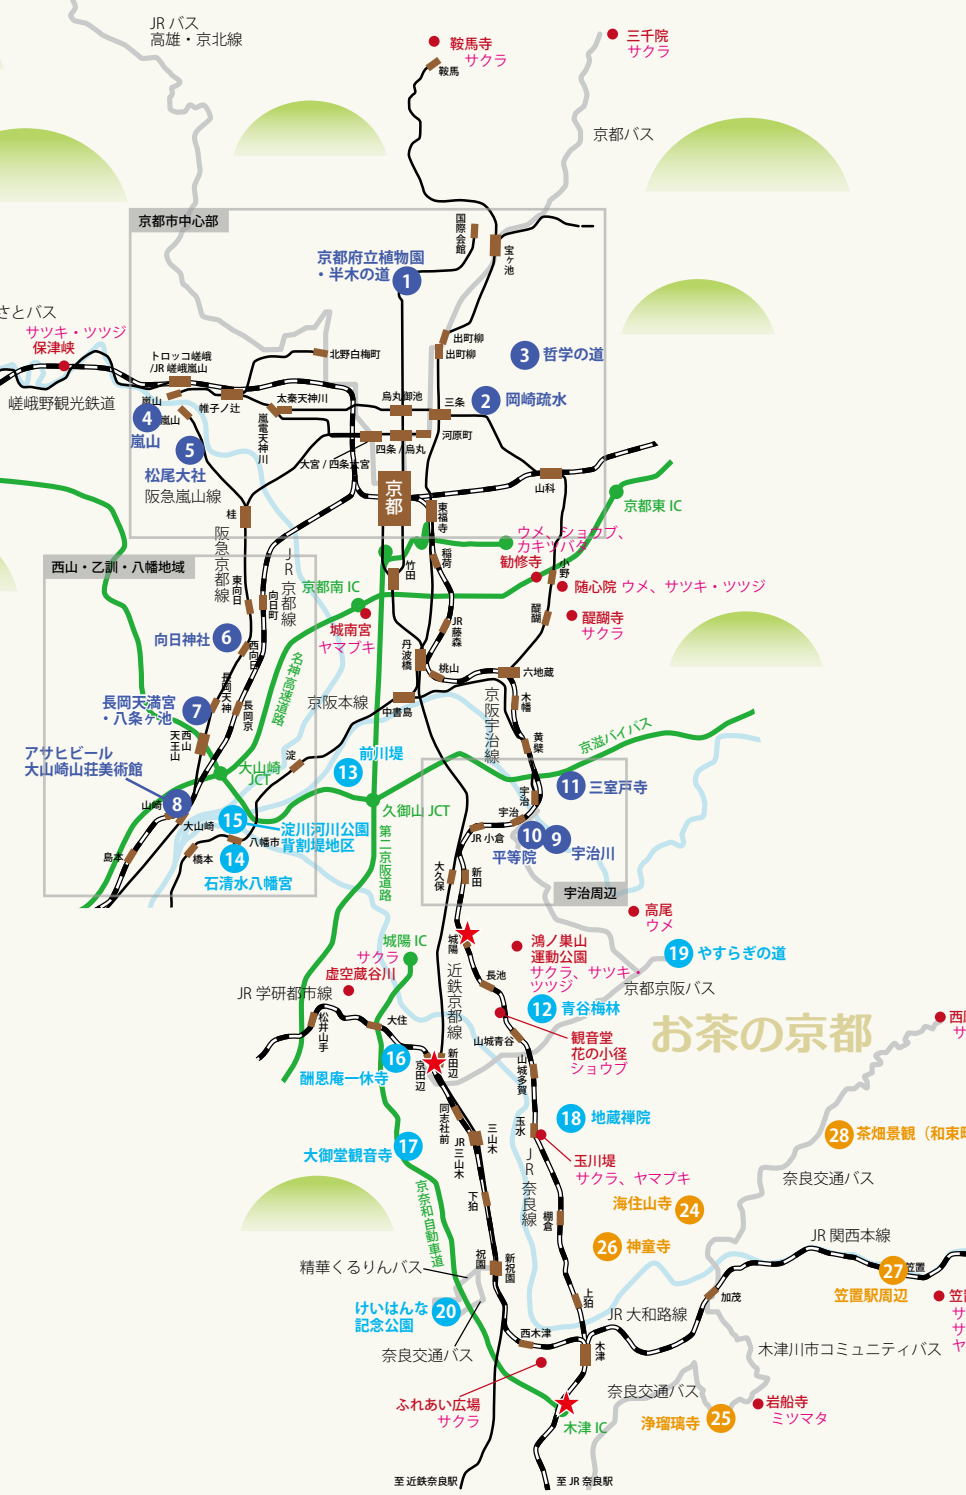 JR バス
高雄・京北線
鞍馬寺
サクラ
鞍馬
三千院
サクラ
京都バス
京都市中心部
国際会館
宝ヶ池
京都府立植物園
・半木の道
1
さとバス
サツキ・ツツジ
保津峡
嵯峨野観光鉄道
トロッコ嵯峨
/JR 嵯峨嵐山
嵐山
4
嵐山
嵐山
帷子ノ辻
北野白梅町
太秦天神川
嵐電天神川
烏丸御池
出町柳
出町柳
3
哲学の道
2
岡崎疏水
三条
河原町
四条 / 烏丸
大宮 / 四条大宮
5
松尾大社
阪急嵐山線
京都
山科
京都東 IC
桂
東福寺
阪急京都線
JR京都線
稲荷
竹田
ウメ、ショウブ、
カキツバタ
勧修寺
小野
随心院
ウメ、サツキ・ツツジ
醍醐
醍醐寺
サクラ
西山・乙訓・八幡地域
京都南 IC
城南宮
ヤマブキ
東向日
向日町
向日神社
6
西向日
JR藤森
丹波橋
桃山
六地蔵
名神高速道路
長岡天満宮
・八条ヶ池
7
長岡天神
長岡京
京阪本線
中書島
京阪宇治線
木幡
黄檗
京滋バイパス
西山天王山
淀
前川堤
13
アサヒビール
大山崎山荘美術館
大山崎
JCT
山崎
8
大山崎
15
淀川河川公園
背割堤地区
島本
橋本
八幡市
14
石清水八幡宮
久御山 JCT
第二京阪道路
宇治
11
三室戸寺
宇治
JR 小倉
10
9
平等院
宇治川
大久保
新田
宇治周辺
高尾
ウメ
城陽
城陽 IC
サクラ
虚空蔵谷川
JR 学研都市線
近鉄京都線
鴻ノ巣山
運動公園
サクラ、サツキ・
ツツジ
19
やすらぎの道
京都京阪バス
長池
12
青谷梅林
松井山手
大住
山城青谷
観音堂
花の小径
ショウブ
お茶の京都
サ
16
酬恩庵一休寺
京田辺
新田辺
山城多賀
同志社前
18
地蔵禅院
玉水
28
茶畑景観（和束町
17
大御堂観音寺
JR三山木
三山木
JR奈良線
玉川堤
サクラ、ヤマブキ
奈良交通バス
京奈和自動車道
下狛
棚倉
海住山寺
24
26
神童寺
JR 関西本線
精華くるりんバス
祝園
新祝園
27
笠置
笠置駅周辺
笠
サ
サ
ヤ
けいはんな
記念公園
20
上狛
JR 大和路線
加茂
西木津
木津
奈良交通バス
木津川市コミュニティバス
ふれあい広場
サクラ
奈良交通バス
岩船寺
ミツマタ
25
浄瑠璃寺
木津 IC
至 近鉄奈良駅
至 JR 奈良駅